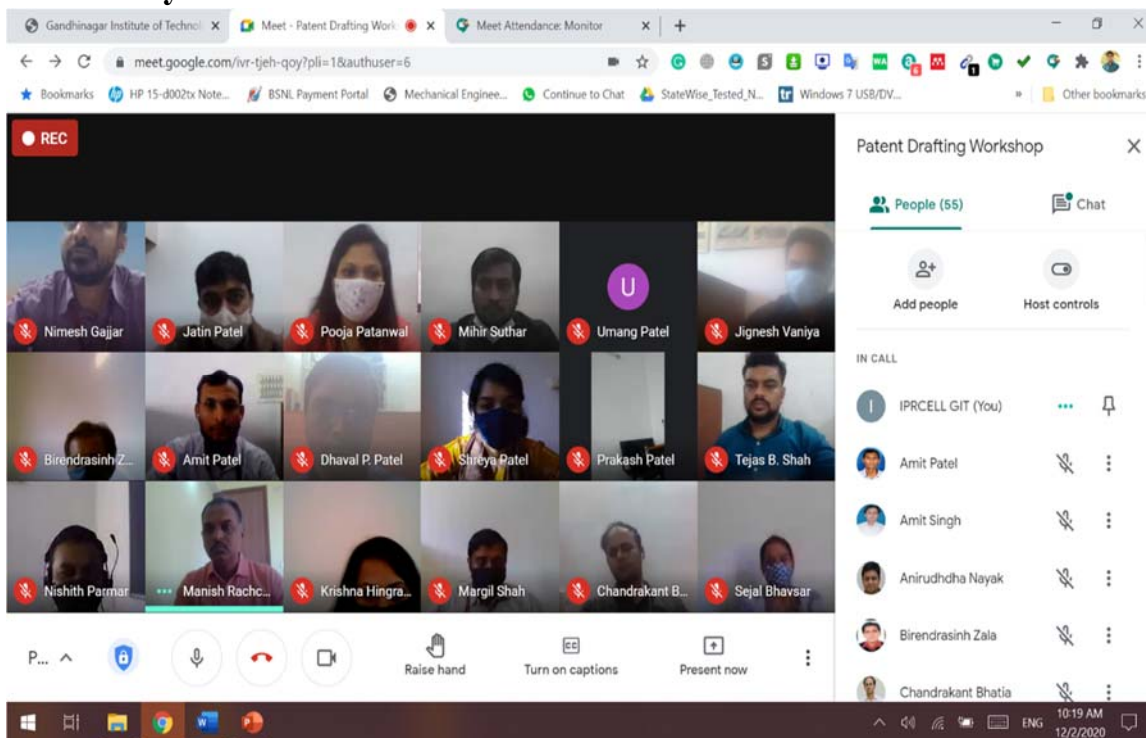 Gandhinagar Institute of Technol
Meet - Patent Drafting Work
Meet Attendance: Monitor
meet.google.com/ivr-tjeh-qoy?pli=1&authuser=6
Bookmarks
HP 15-d002tx Note...
BSNL Payment Portal
Mechanical Enginee...
Continue to Chat
StateWise_Tested_N...
Windows 7 USB/DV...
Other bookmarks
REC
Nimesh Gajjar
Jatin Patel
Pooja Patanwal
Mihir Suthar
U
Umang Patel
Jignesh Vaniya
Birendrasinh Z...
Amit Patel
Dhaval P. Patel
Shreya Patel
Prakash Patel
Tejas B. Shah
Nishith Parmar
Manish Rachc...
Krishna Hingra...
Margil Shah
Chandrakant B...
Sejal Bhavsar
P...
Raise hand
CC
Turn on captions
Present now
Patent Drafting Workshop
People (55)
Chat
Add people
Host controls
IN CALL
I
IPRCELL GIT (You)
Amit Patel
Amit Singh
Anirudhdha Nayak
Birendrasinh Zala
Chandrakant Bhatia
ENG
10:19 AM
12/2/2020